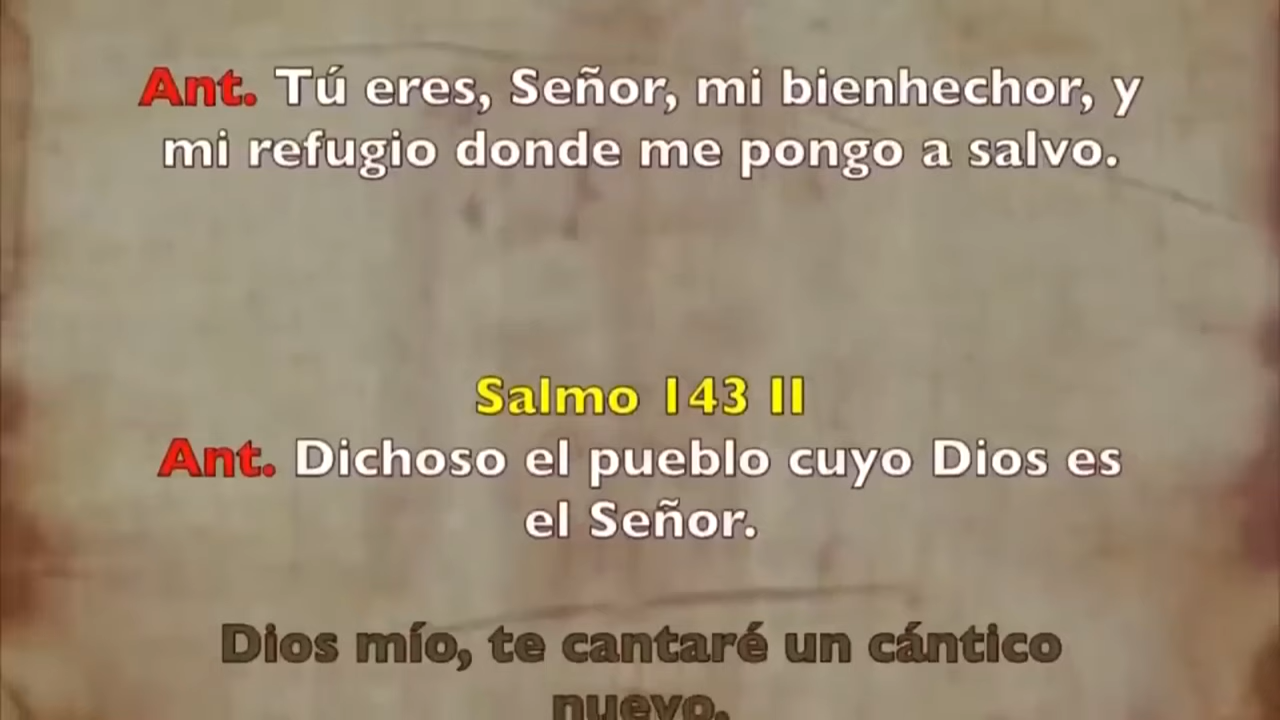 Ant. Tú eres, Señor, mi bienhechor, y
mi refugio donde me pongo a salvo.
Salmo 143 II
Ant. Dichoso el pueblo cuyo Dios es
el Señor.
Dios mío, te cantaré un cántico
nuevo,